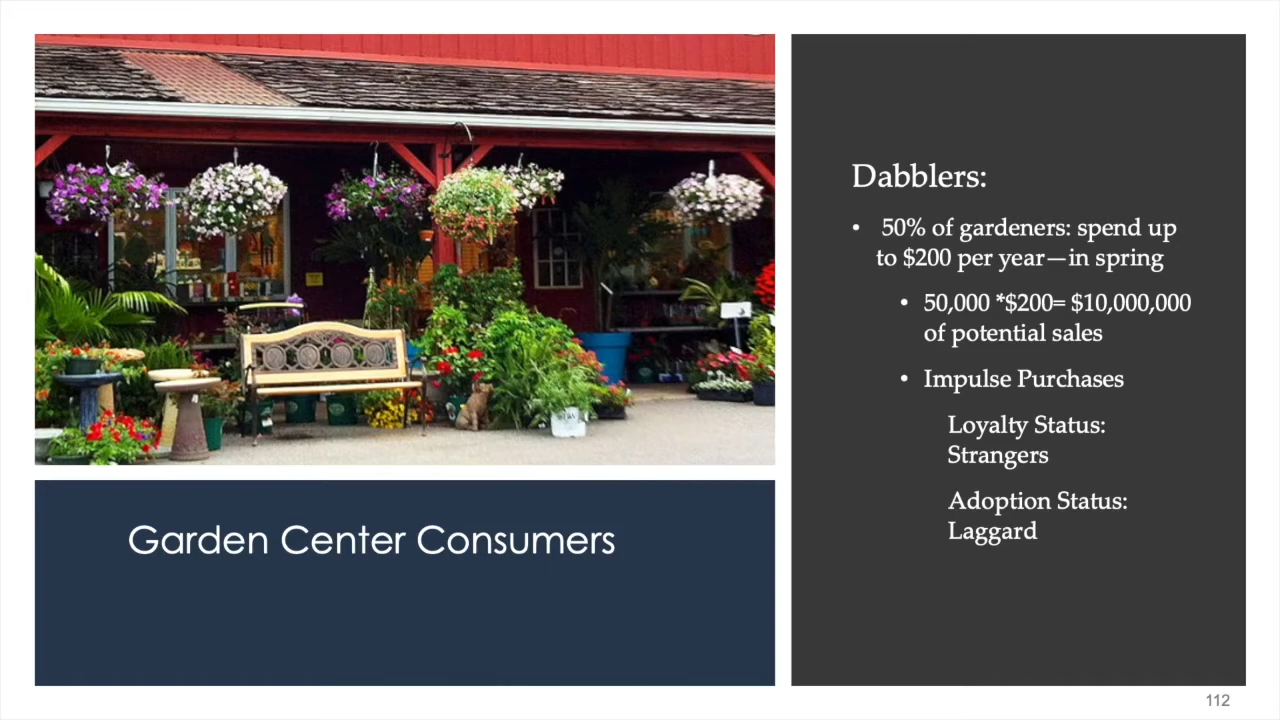 Garden Center Consumers
Dabblers:
• 50% of gardeners: spend up
to $200 per year—in spring
• 50,000 *$200= $10,000,000
of potential sales
• Impulse Purchases
Loyalty Status:
Strangers
Adoption Status:
Laggard
112